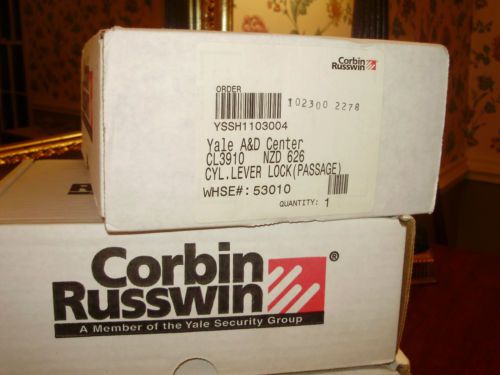 Corbin
Russwin
ORDER
102300 2278
YSSH1103004
Yale A&D Center
CL3910 NZD 626
CYL.LEVER LOCK(PASSAGE)
WHSE#: 53010
QUANTITY: 1
Corbin
Russwin
®
A Member of the Yale Security Group